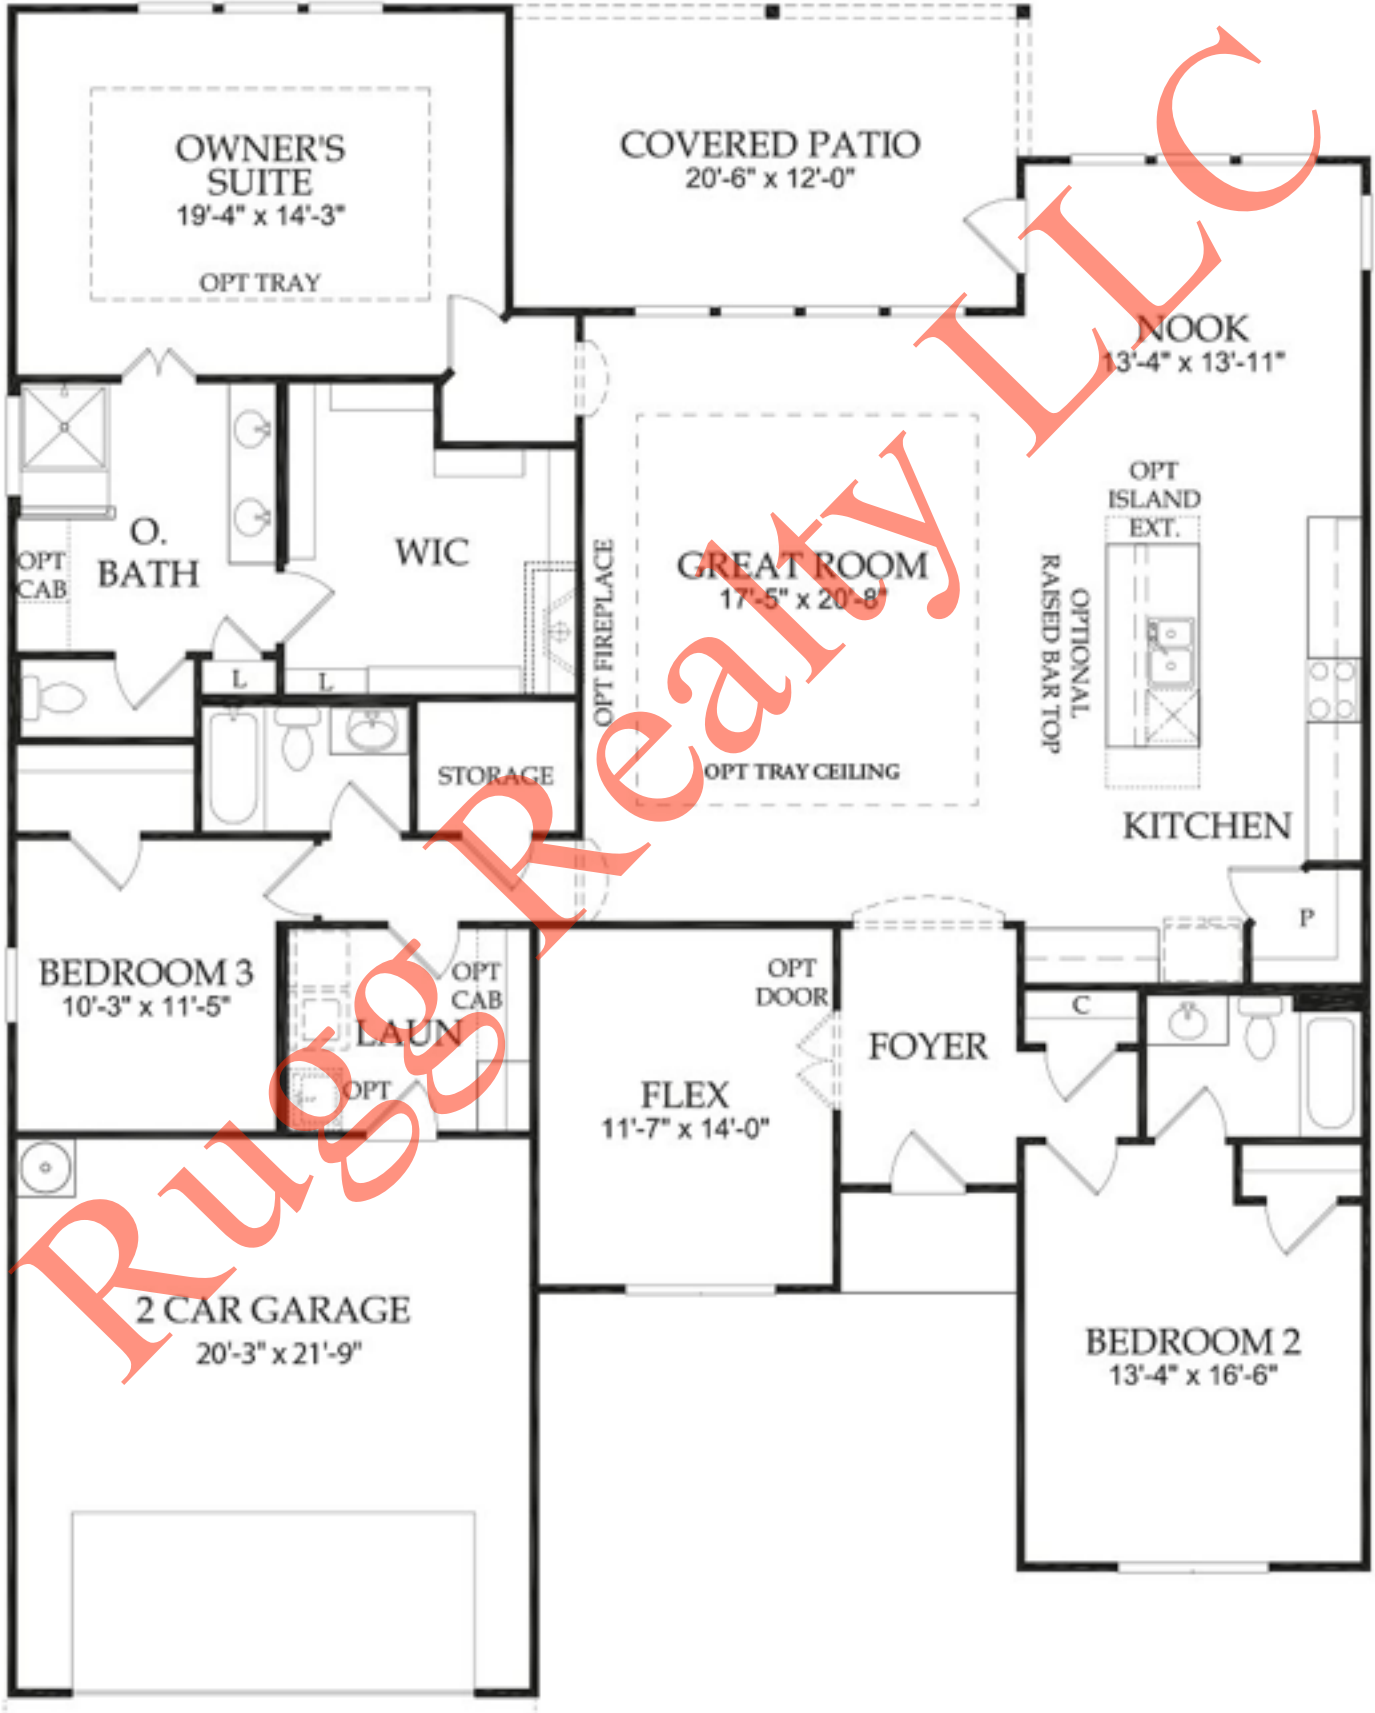 OWNER'S
SUITE
19'-4" x 14'-3"
OPT TRAY
COVERED PATIO
20'-6" x 12'-0"
NOOK
13'-4" x 13'-11"
OPT
ISLAND
EXT.
OPTIONAL
RAISED BAR TOP
GREAT ROOM
17'-5" x 20'-8"
OPT TRAY CEILING
OPT FIREPLACE
O.
BATH
OPT
CAB
WIC
L
L
STORAGE
KITCHEN
P
BEDROOM 3
10'-3" x 11'-5"
OPT
CAB
LAUN
OPT
OPT
DOOR
FLEX
11'-7" x 14'-0"
FOYER
C
2 CAR GARAGE
20'-3" x 21'-9"
BEDROOM 2
13'-4" x 16'-6"
Rugg Realty LLC